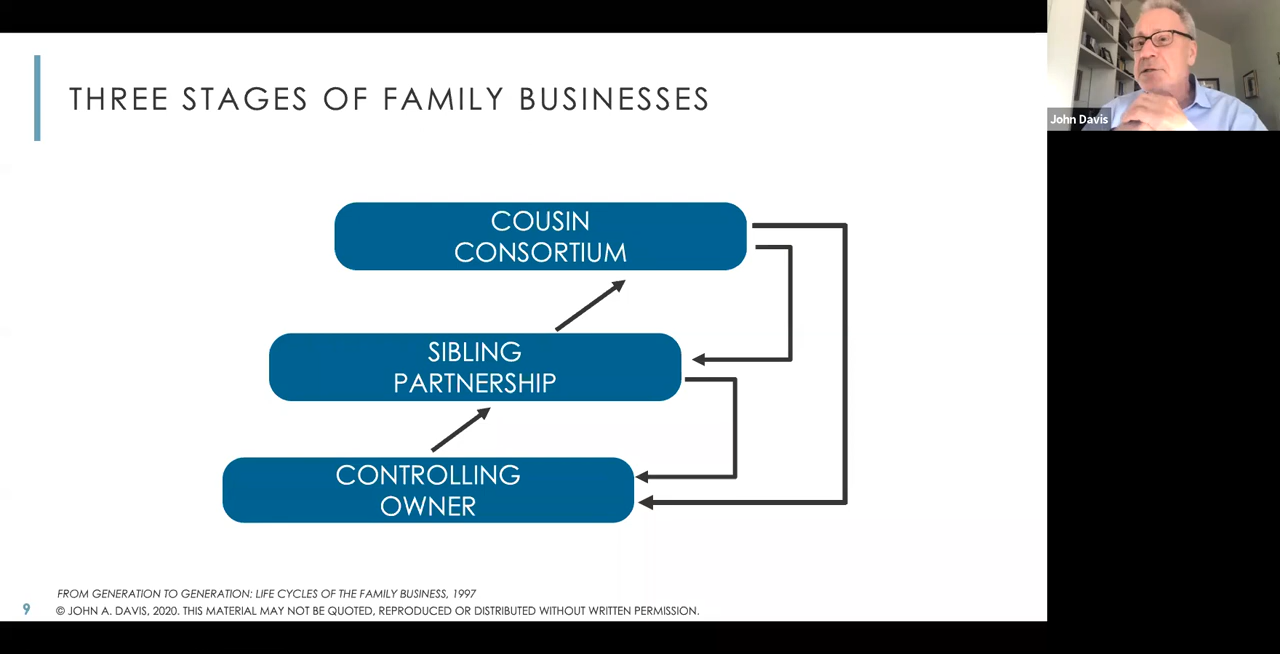 THREE STAGES OF FAMILY BUSINESSES
John Davis
COUSIN
CONSORTIUM
SIBLING
PARTNERSHIP
CONTROLLING
OWNER
FROM GENERATION TO GENERATION: LIFE CYCLES OF THE FAMILY BUSINESS, 1997
9
© JOHN A. DAVIS, 2020. THIS MATERIAL MAY NOT BE QUOTED, REPRODUCED OR DISTRIBUTED WITHOUT WRITTEN PERMISSION.